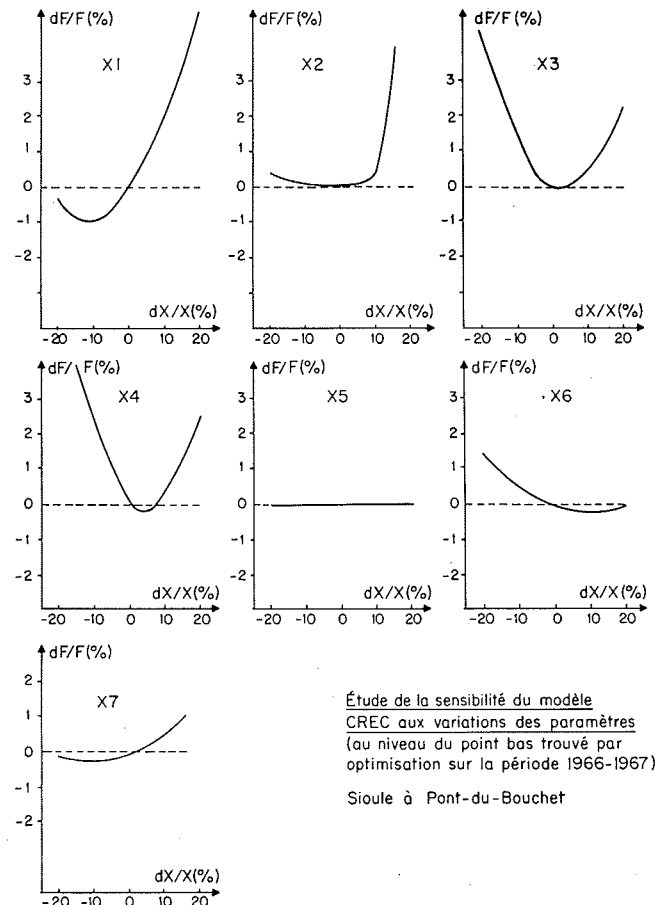 dF/F(%) dF/F(%) dF/F(%)
X1 X2 X3
3 3 3
2 2 2
1 1 1
0 0 0
-1 -1 -1
-2 -2 -2
dX/X(%) dX/X(%) dX/X(%)
-20 -10 0 10 20 -20 -10 0 10 20 -20 -10 0 10 20
dF/F(%) dF/F(%) dF/F(%)
X4 X5 X6
3 3 3
2 2 2
1 1 1
0 0 0
-1 -1 -1
-2 -2 -2
dX/X(%) dX/X(%) dX/X(%)
-20 -10 0 10 20 -20 -10 0 10 20 -20 -10 0 10 20
dF/F(%)
X7
2
1
0
-1
-2
dX/X(%)
-20 -10 0 10 20
Étude de la sensibilité du modèle
CREC aux variations des paramètres
(au niveau du point bas trouvé par
optimisation sur la période 1966-1967)
Sioule à Pont-du-Bouchet